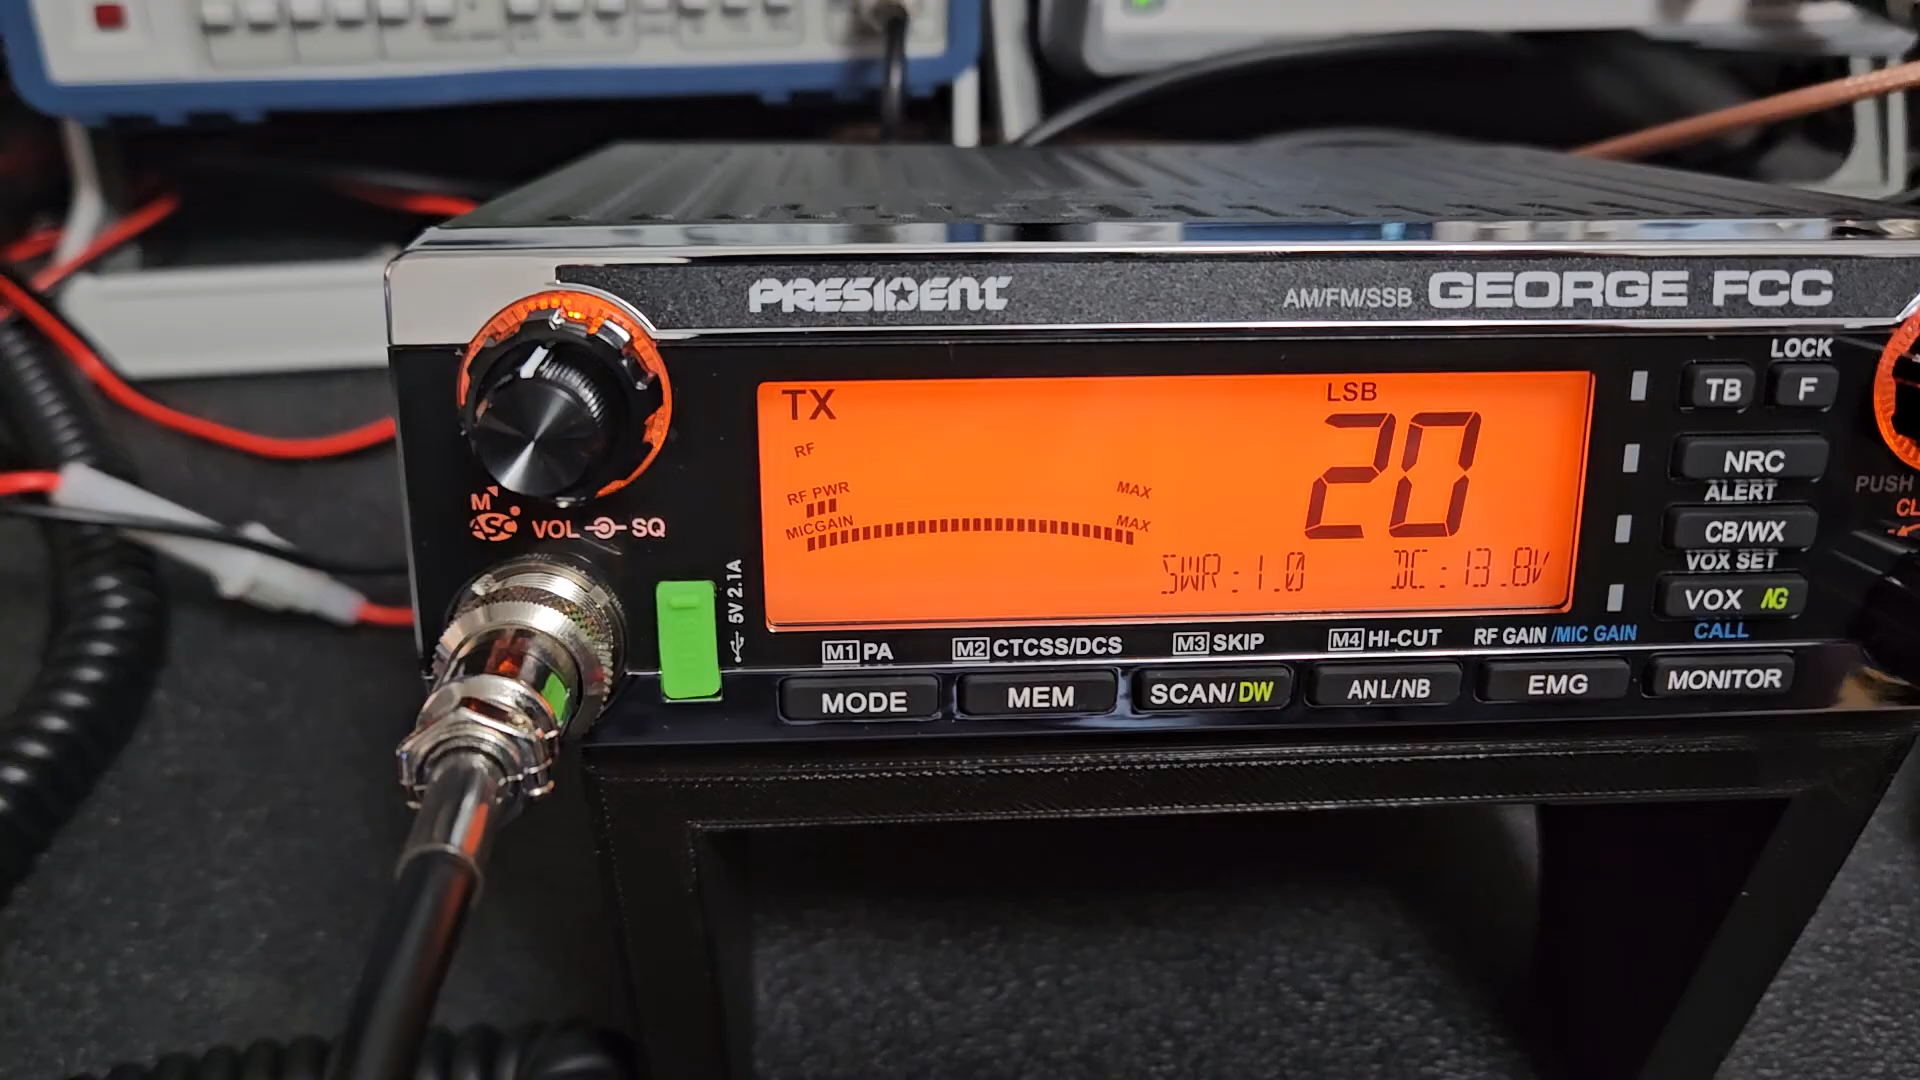 PRESIDENT
AM/FM/SSB GEORGE FCC
LOCK
TX
LSB
TB
F
RF
20
NRC
RF PWR
MAX
ALERT
PUSH
M
ASC
VOL SQ
MICGAIN
MAX
CB/WX
CL
VOX SET
SWR:1.0
DC:13.8V
5V 2.1A
VOX NG
CALL
M1 PA
M2 CTCSS/DCS
M3 SKIP
M4 HI-CUT
RF GAIN/MIC GAIN
MODE
MEM
SCAN/DW
ANL/NB
EMG
MONITOR